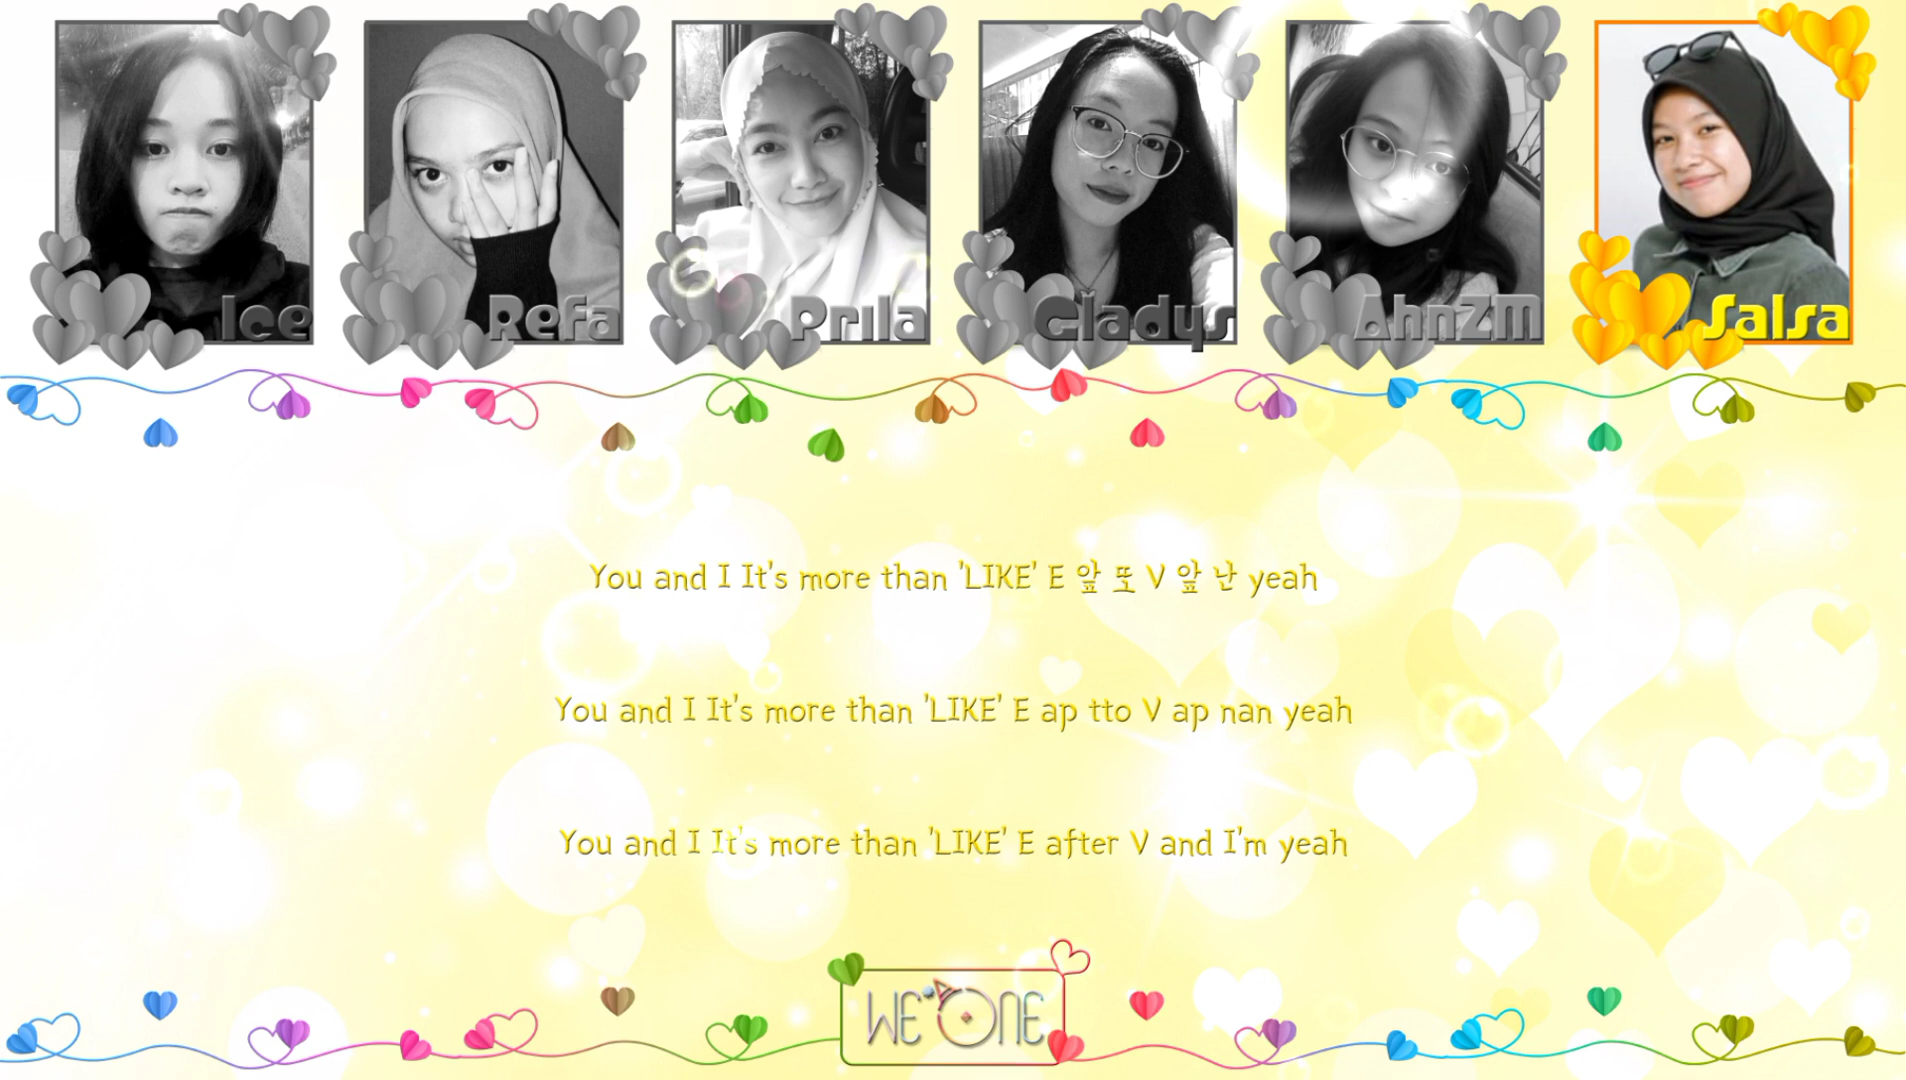 Ice
Refa
Prila
Gladys
AhnZM
Salsa
You and I It's more than 'LIKE' E 앞 또 V 앞 난 yeah
You and I It's more than 'LIKE' E ap tto V ap nan yeah
You and I It's more than 'LIKE' E after V and I'm yeah
WE ONE